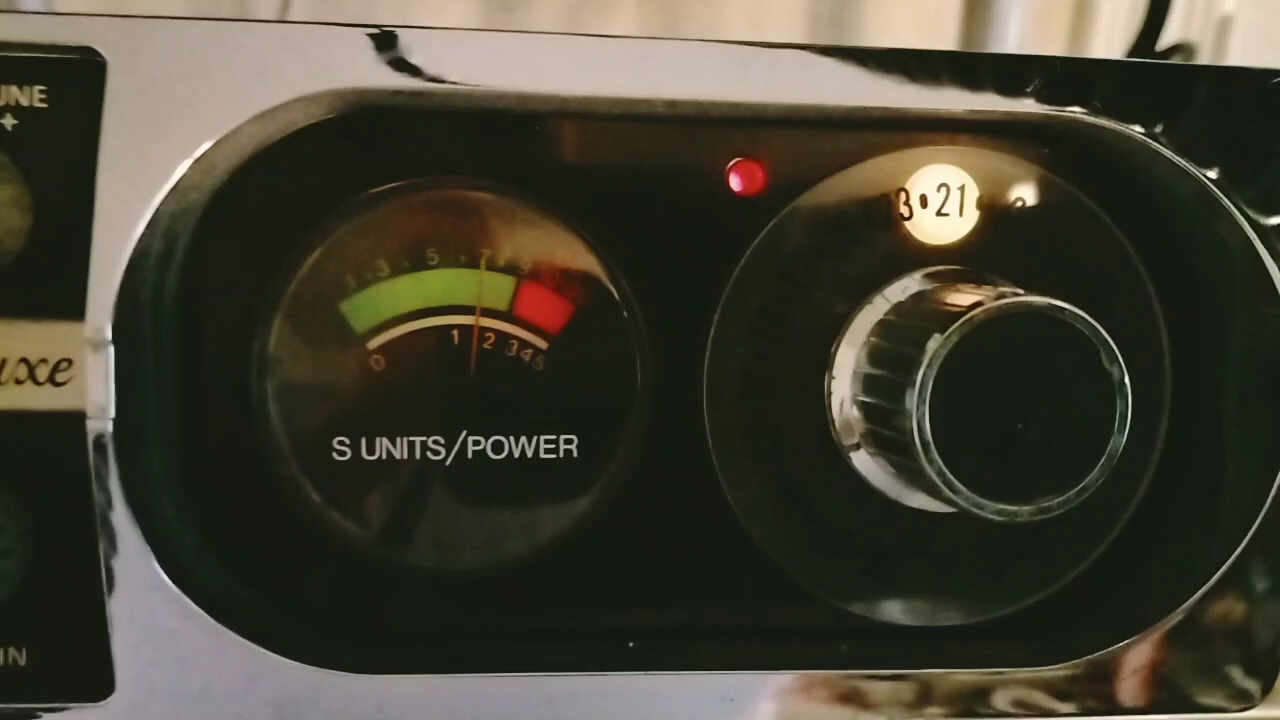 UNE
+
uxe
IN
1 • 3 • 5 • 7 • 9
0 1 2 3 4 5
S UNITS/POWER
3 • 21